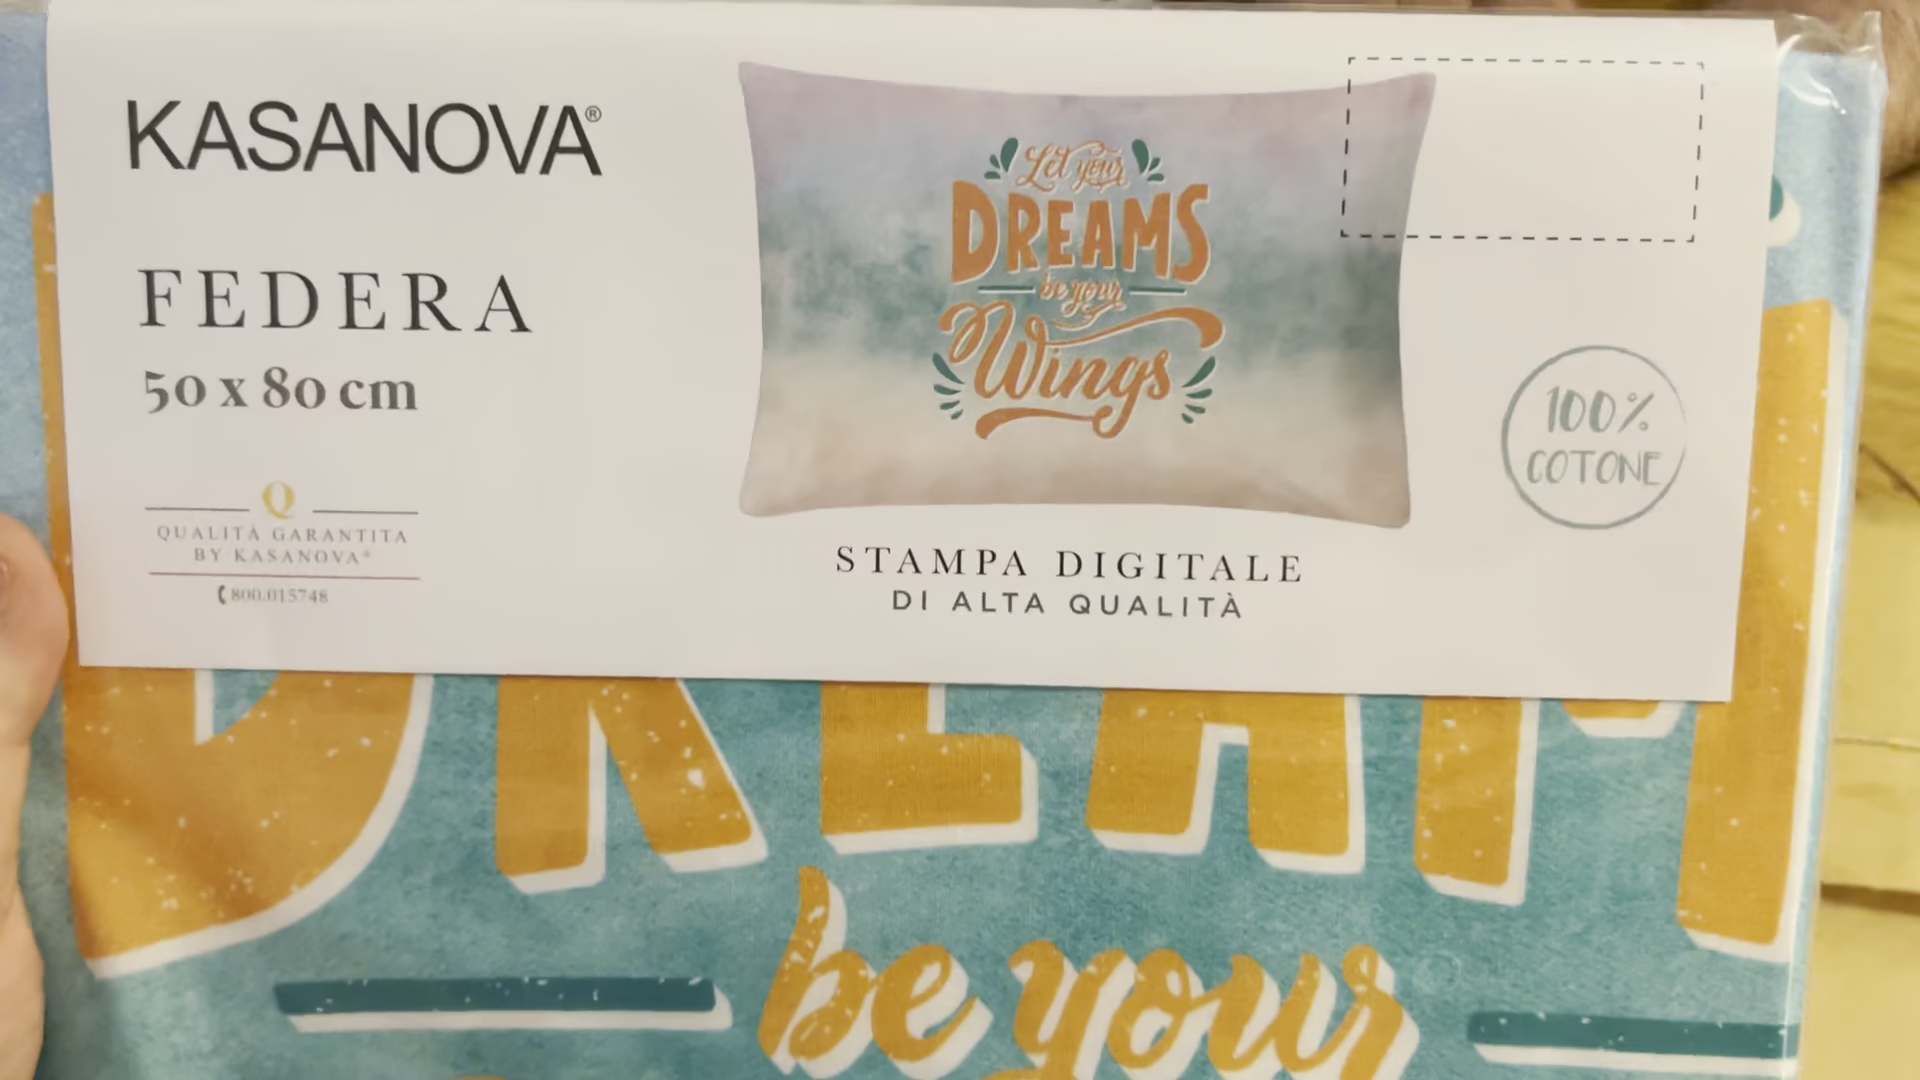 KASANOVA®
FEDERA
50 x 80 cm
Q
QUALITÀ GARANTITA
BY KASANOVA®
800.015748
Let your
DREAMS
be your
Wings
STAMPA DIGITALE
DI ALTA QUALITÀ
100%
COTONE
DREAM
be your